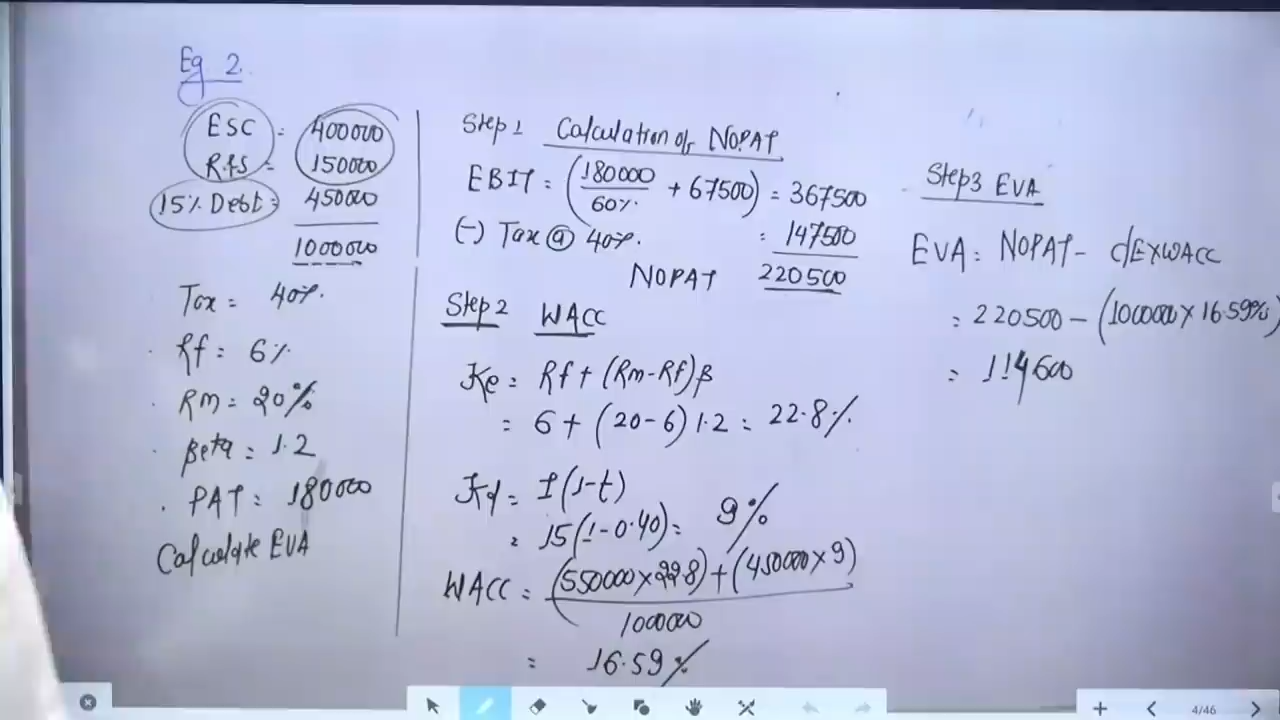 Eg 2.
ESC = 400000
R&S = 150000
15% Debt = 450000
1000000
Tax = 40%.
Rf = 6%
Rm = 20%
Beta = 1.2
PAT = 180000
Calculate EVA
Step 1 Calculation of NOPAT
EBIT = (180000/60% + 67500) = 367500
(-) Tax @ 40%. = 147500
NOPAT 220500
Step 2 WACC
Ke = Rf + (Rm-Rf)β
= 6 + (20-6) 1.2 = 22.8%
Kd = I(1-t)
= 15(1-0.40) = 9%
WACC = (550000 x 22.8) + (450000 x 9)
1000000
= 16.59%
Step 3 EVA
EVA = NOPAT - C/E x WACC
= 220500 - (1000000 x 16.59%)
= 114600
4/46